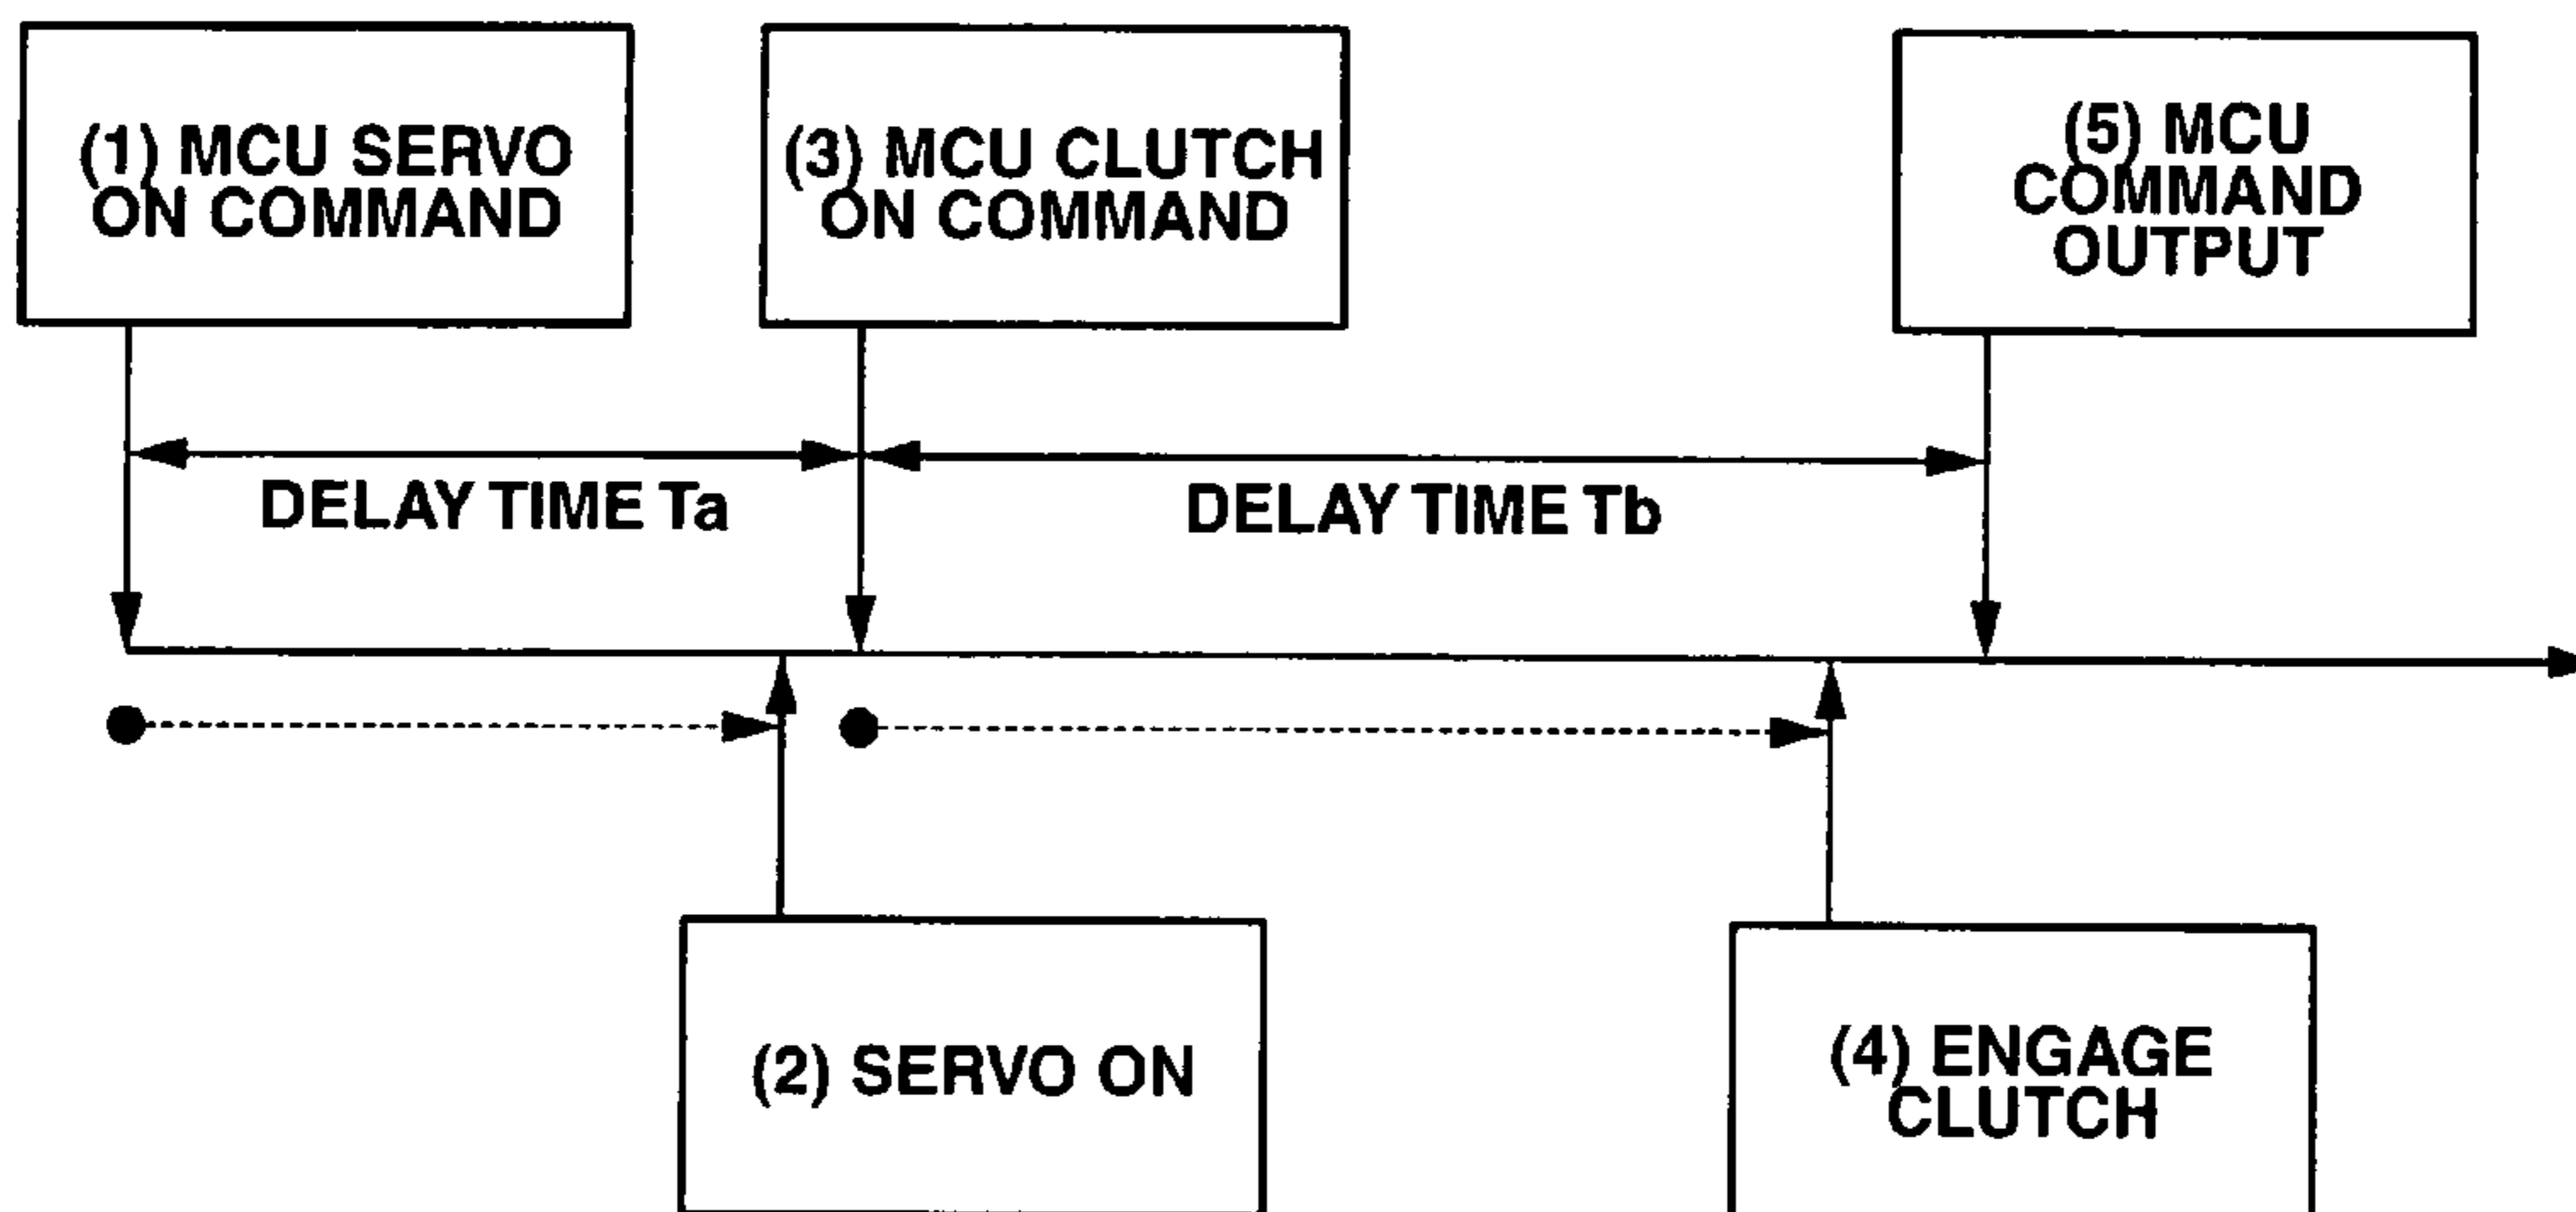 (1) MCU SERVO
ON COMMAND
(3) MCU CLUTCH
ON COMMAND
(5) MCU
COMMAND
OUTPUT
DELAY TIME Ta
DELAY TIME Tb
(2) SERVO ON
(4) ENGAGE
CLUTCH